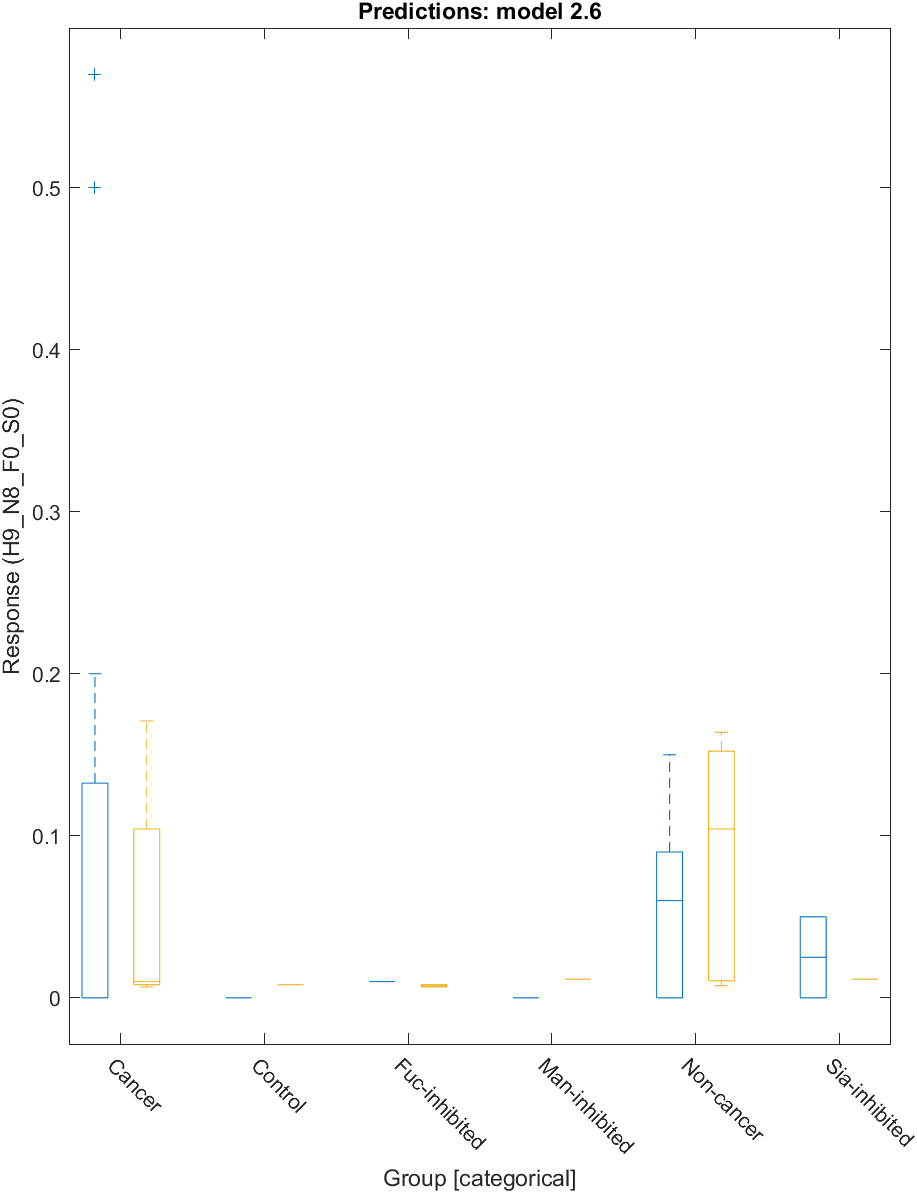 Predictions: model 2.6
Response (H9_N8_F0_S0)
0.5
0.4
0.3
0.2
0.1
0
Cancer
Control
Fuc-inhibited
Man-inhibited
Non-cancer
Sia-inhibited
Group [categorical]